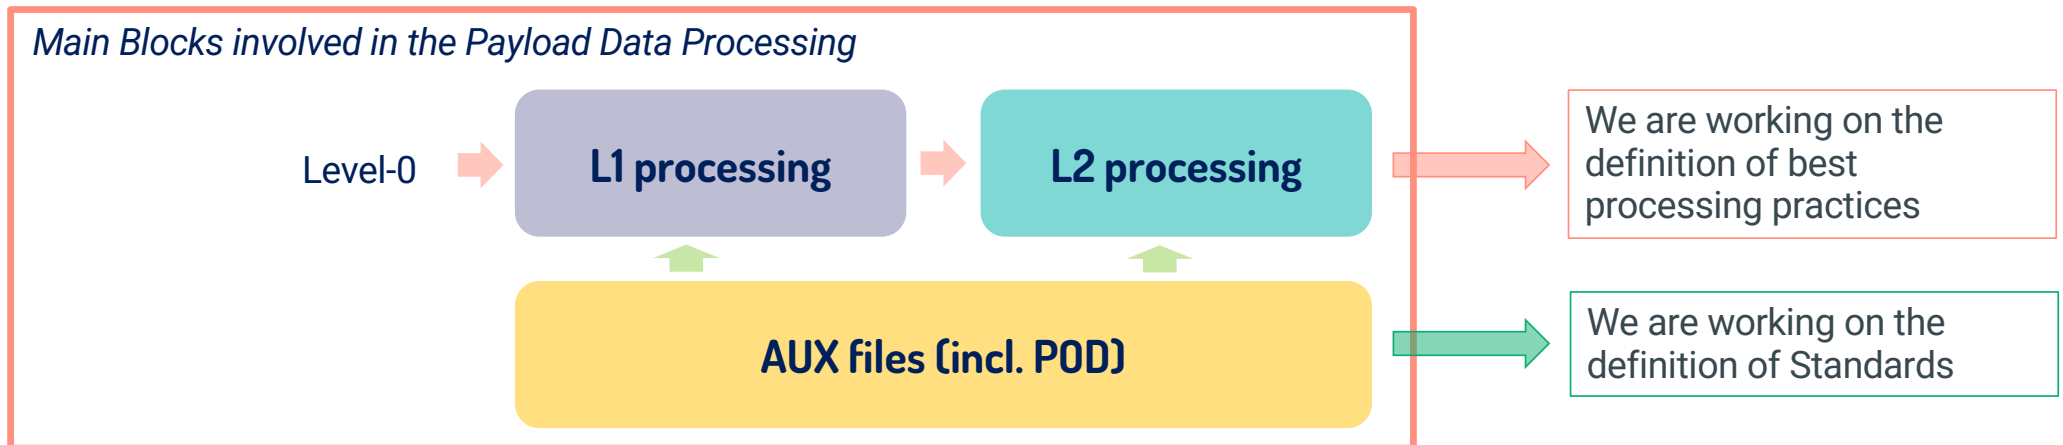 Main Blocks involved in the Payload Data Processing
Level-0
L1 processing
L2 processing
We are working on the
definition of best
processing practices
AUX files (incl. POD)
We are working on the
definition of Standards